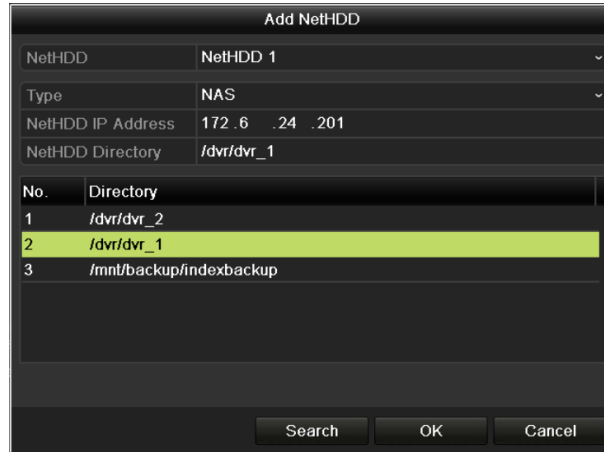 Add NetHDD
NetHDD NetHDD 1
Type NAS
NetHDD IP Address 172 .6 .24 .201
NetHDD Directory /dvr/dvr_1
No. Directory
1 /dvr/dvr_2
2 /dvr/dvr_1
3 /mnt/backup/indexbackup
Search OK Cancel